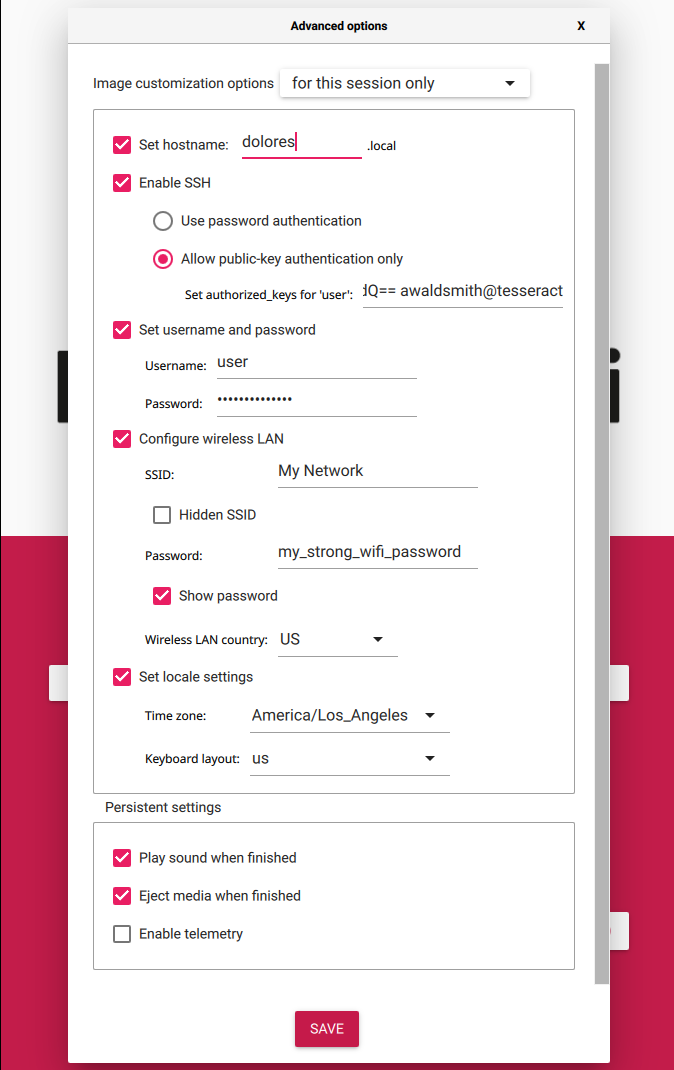 Advanced options X
Image customization options for this session only
Set hostname: dolores .local
Enable SSH
Use password authentication
Allow public-key authentication only
Set authorized_keys for 'user': dQ== awaldsmith@tesseract
Set username and password
Username: user
Password: ••••••••••••••
Configure wireless LAN
SSID: My Network
Hidden SSID
Password: my_strong_wifi_password
Show password
Wireless LAN country: US
Set locale settings
Time zone: America/Los_Angeles
Keyboard layout: us
Persistent settings
Play sound when finished
Eject media when finished
Enable telemetry
SAVE